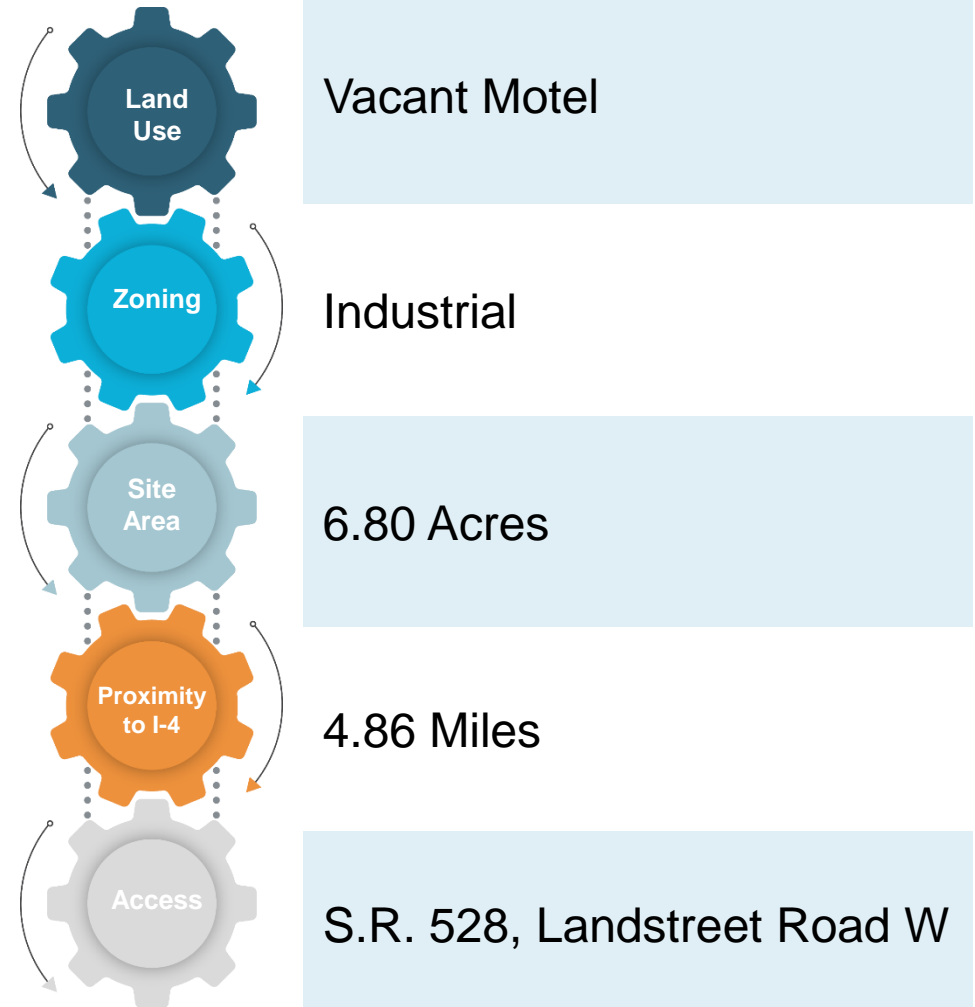 Land
Use
Vacant Motel
Zoning
Industrial
Site
Area
6.80 Acres
Proximity
to I-4
4.86 Miles
Access
S.R. 528, Landstreet Road W